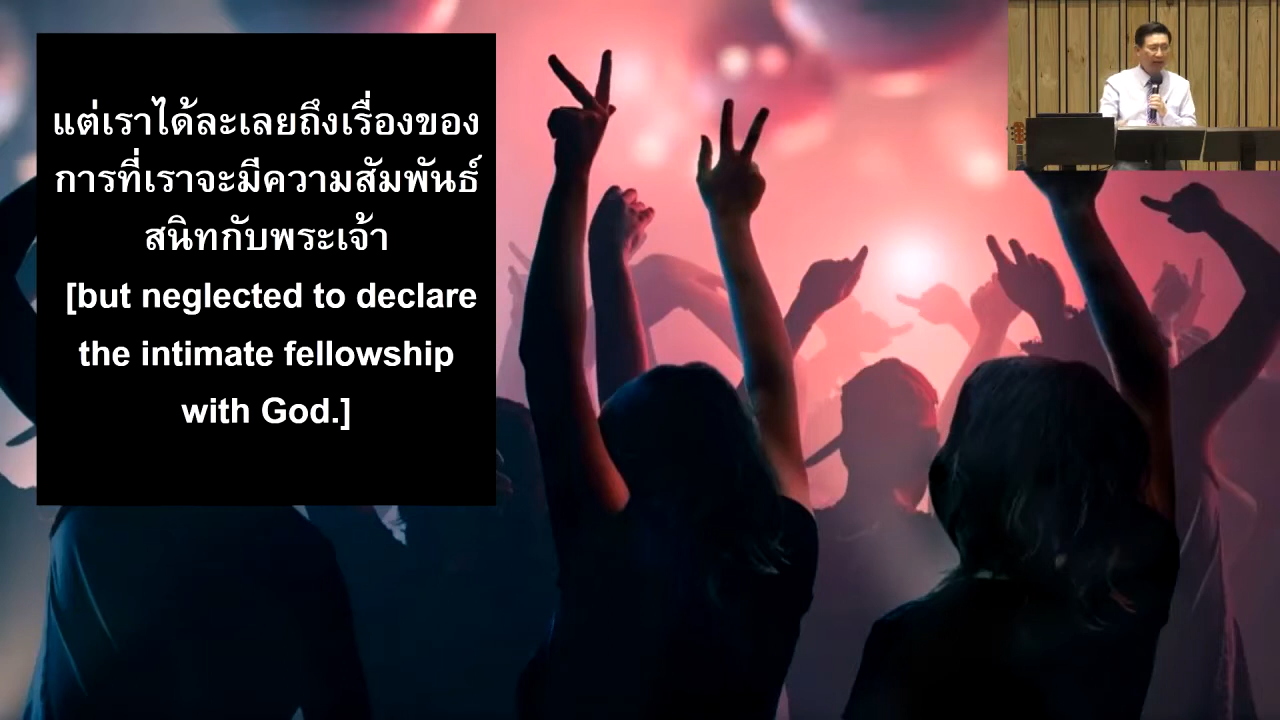 แต่เราได้ละเลยถึงเรื่องของ
การที่เราจะมีความสัมพันธ์
สนิทกับพระเจ้า
[but neglected to declare
the intimate fellowship
with God.]